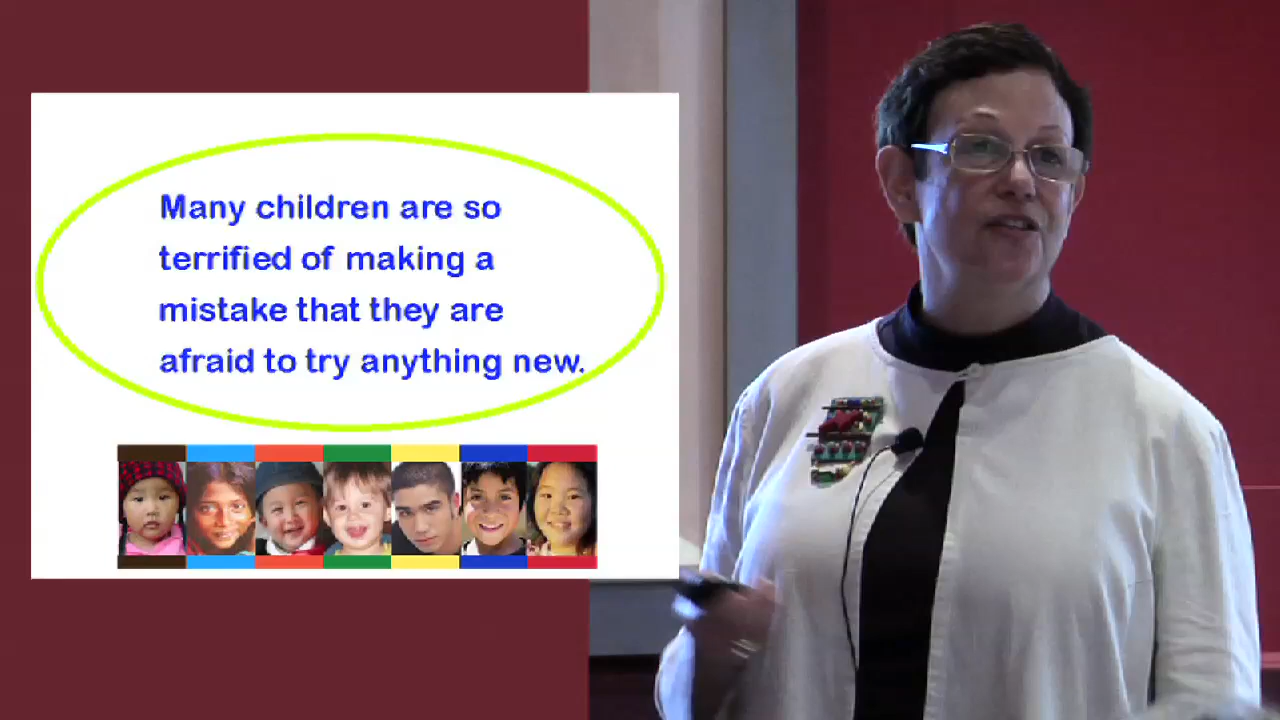 Many children are so
terrified of making a
mistake that they are
afraid to try anything new.